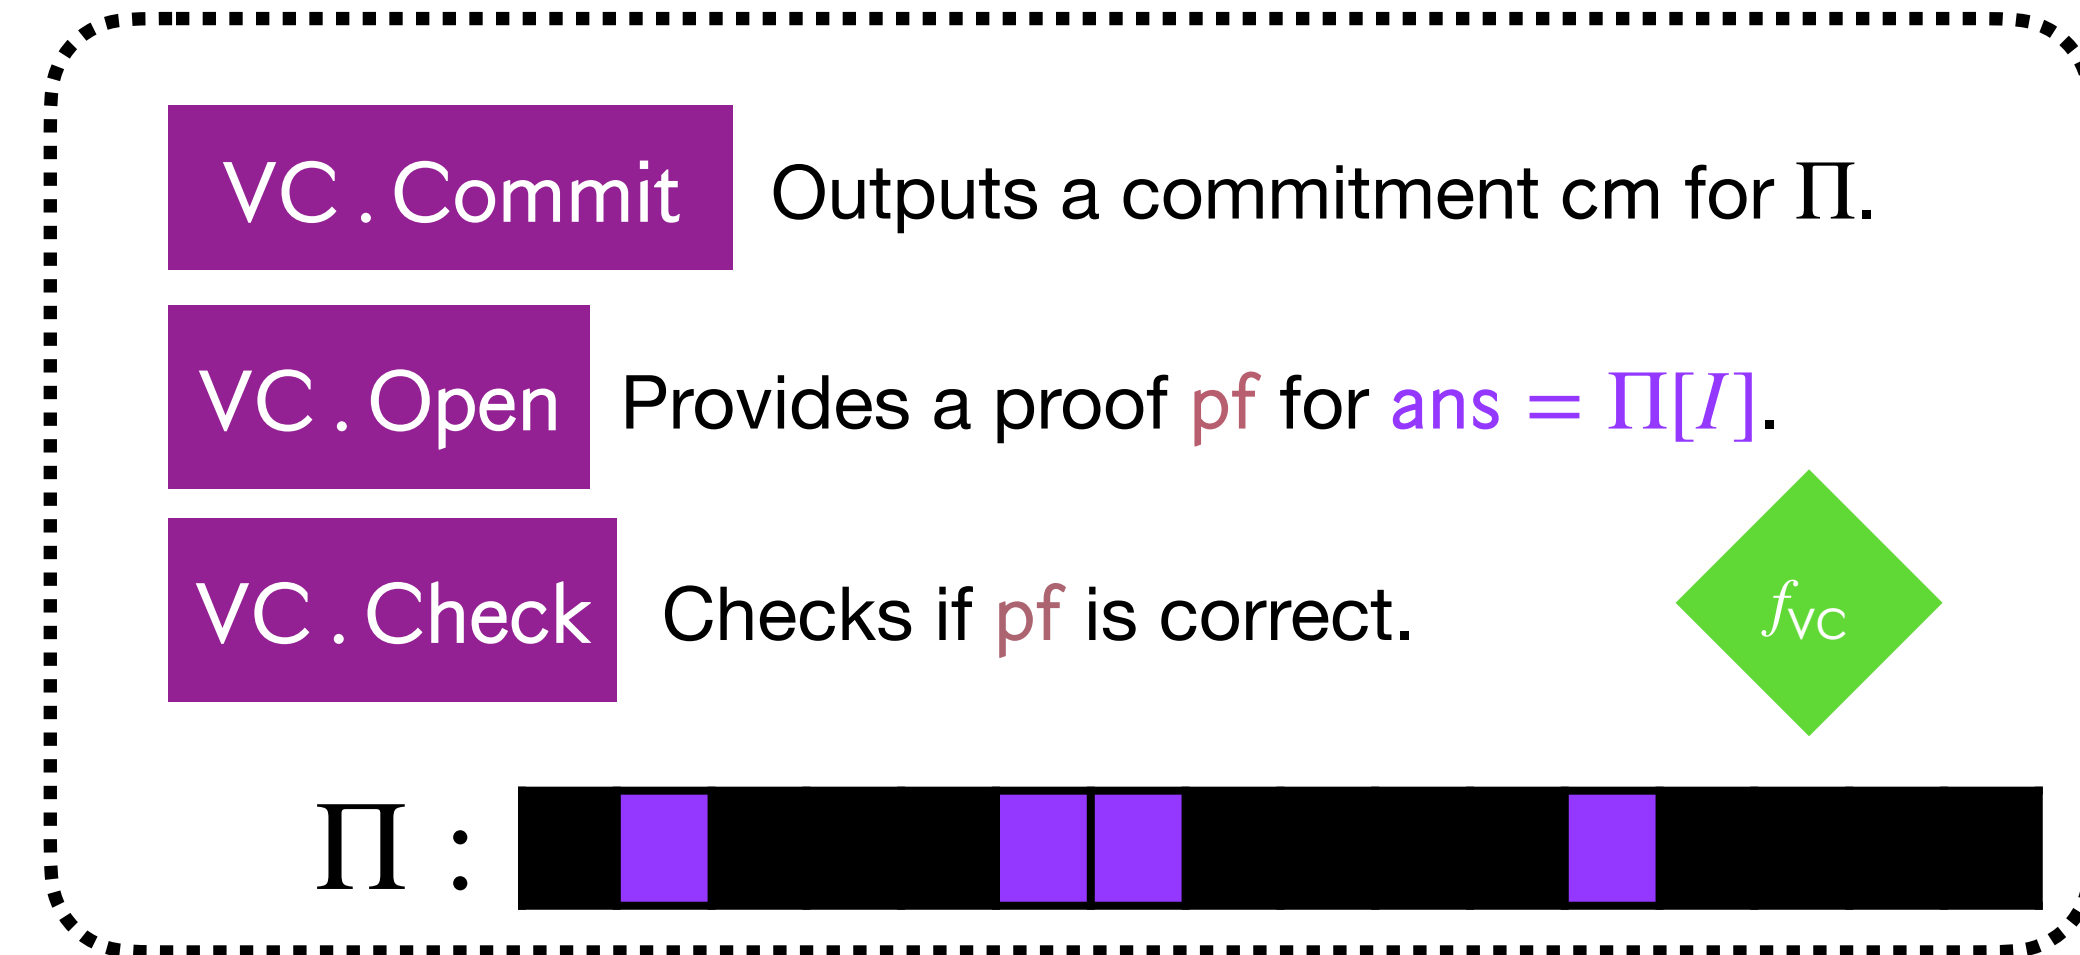 VC.Commit Outputs a commitment cm for Π.
VC.Open Provides a proof pf for ans = Π[I].
VC.Check Checks if pf is correct.
f_VC
Π :